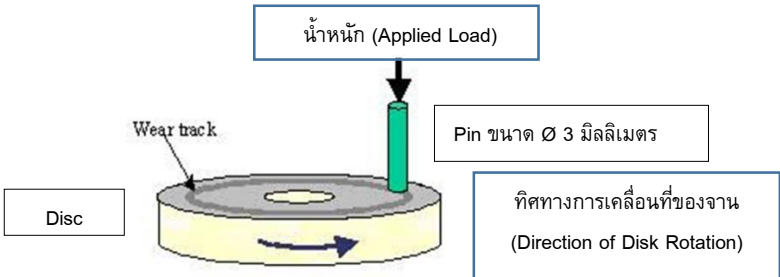 น้ำหนัก (Applied Load)
Wear track
Pin ขนาด Ø 3 มิลลิเมตร
Disc
ทิศทางการเคลื่อนที่ของจาน
(Direction of Disk Rotation)